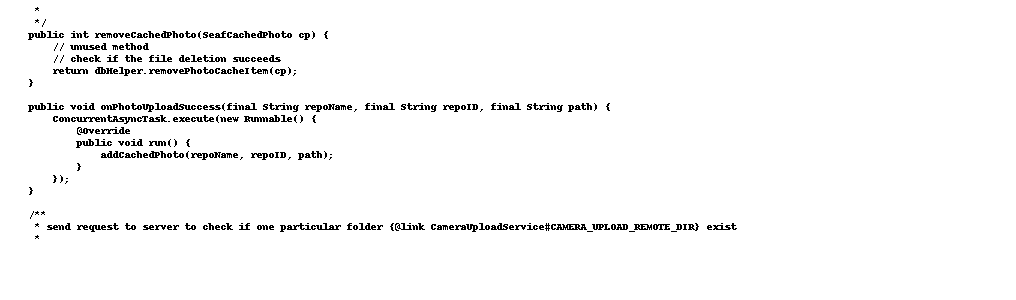 *
*/
public int removeCachedPhoto(SeafCachedPhoto cp) {
// unused method
// check if the file deletion succeeds
return dbHelper.removePhotoCacheItem(cp);
}
public void onPhotoUploadSuccess(final String repoName, final String repoID, final String path) {
ConcurrentAsyncTask.execute(new Runnable() {
@Override
public void run() {
addCachedPhoto(repoName, repoID, path);
}
});
}
/**
* send request to server to check if one particular folder {@link CameraUploadService#CAMERA_UPLOAD_REMOTE_DIR} exist
*